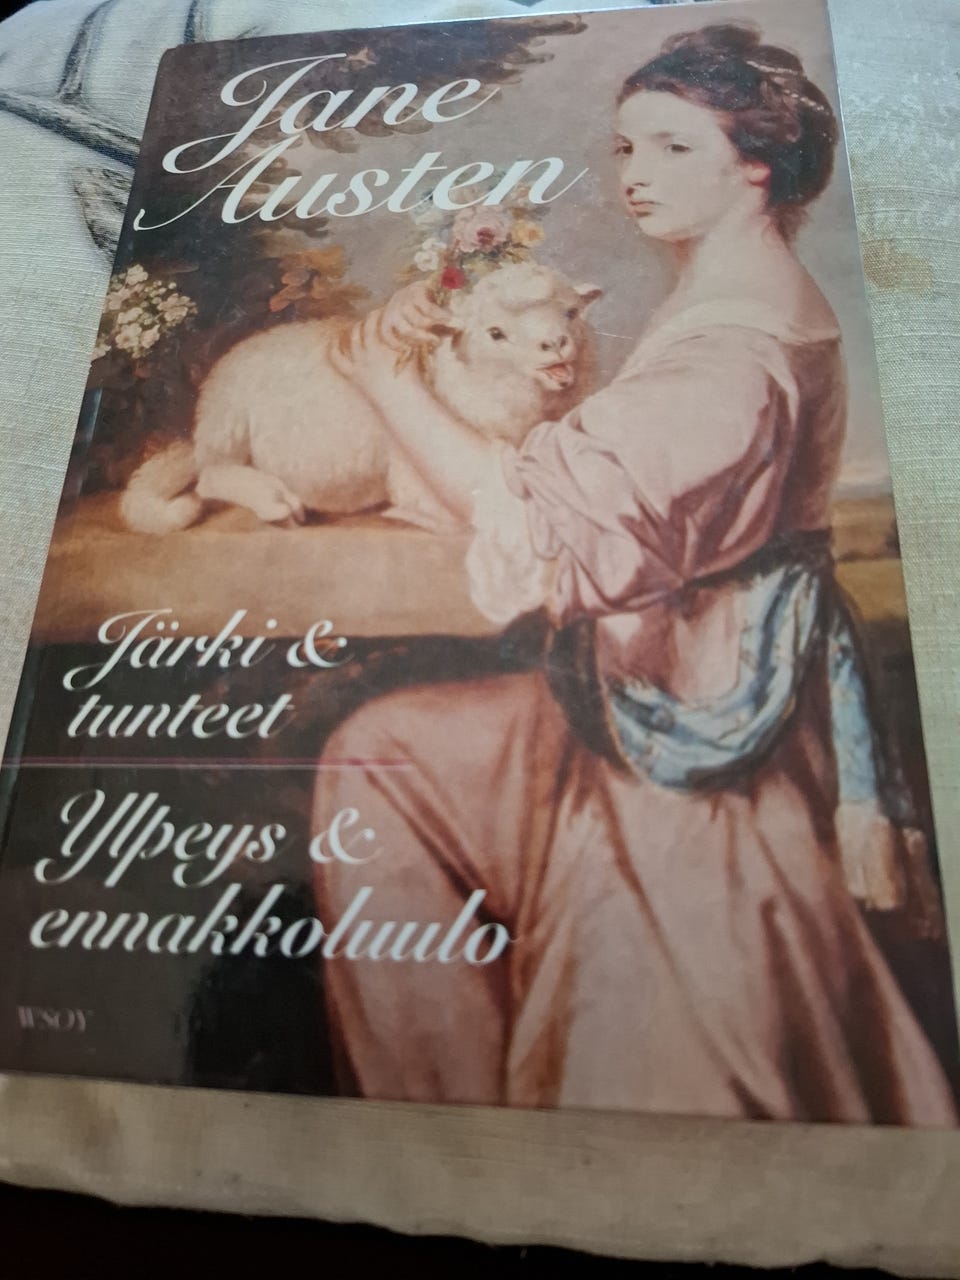 Jane
Austen
Järki &
tunteet
Ylpeys &
ennakkoluulo
WSOY